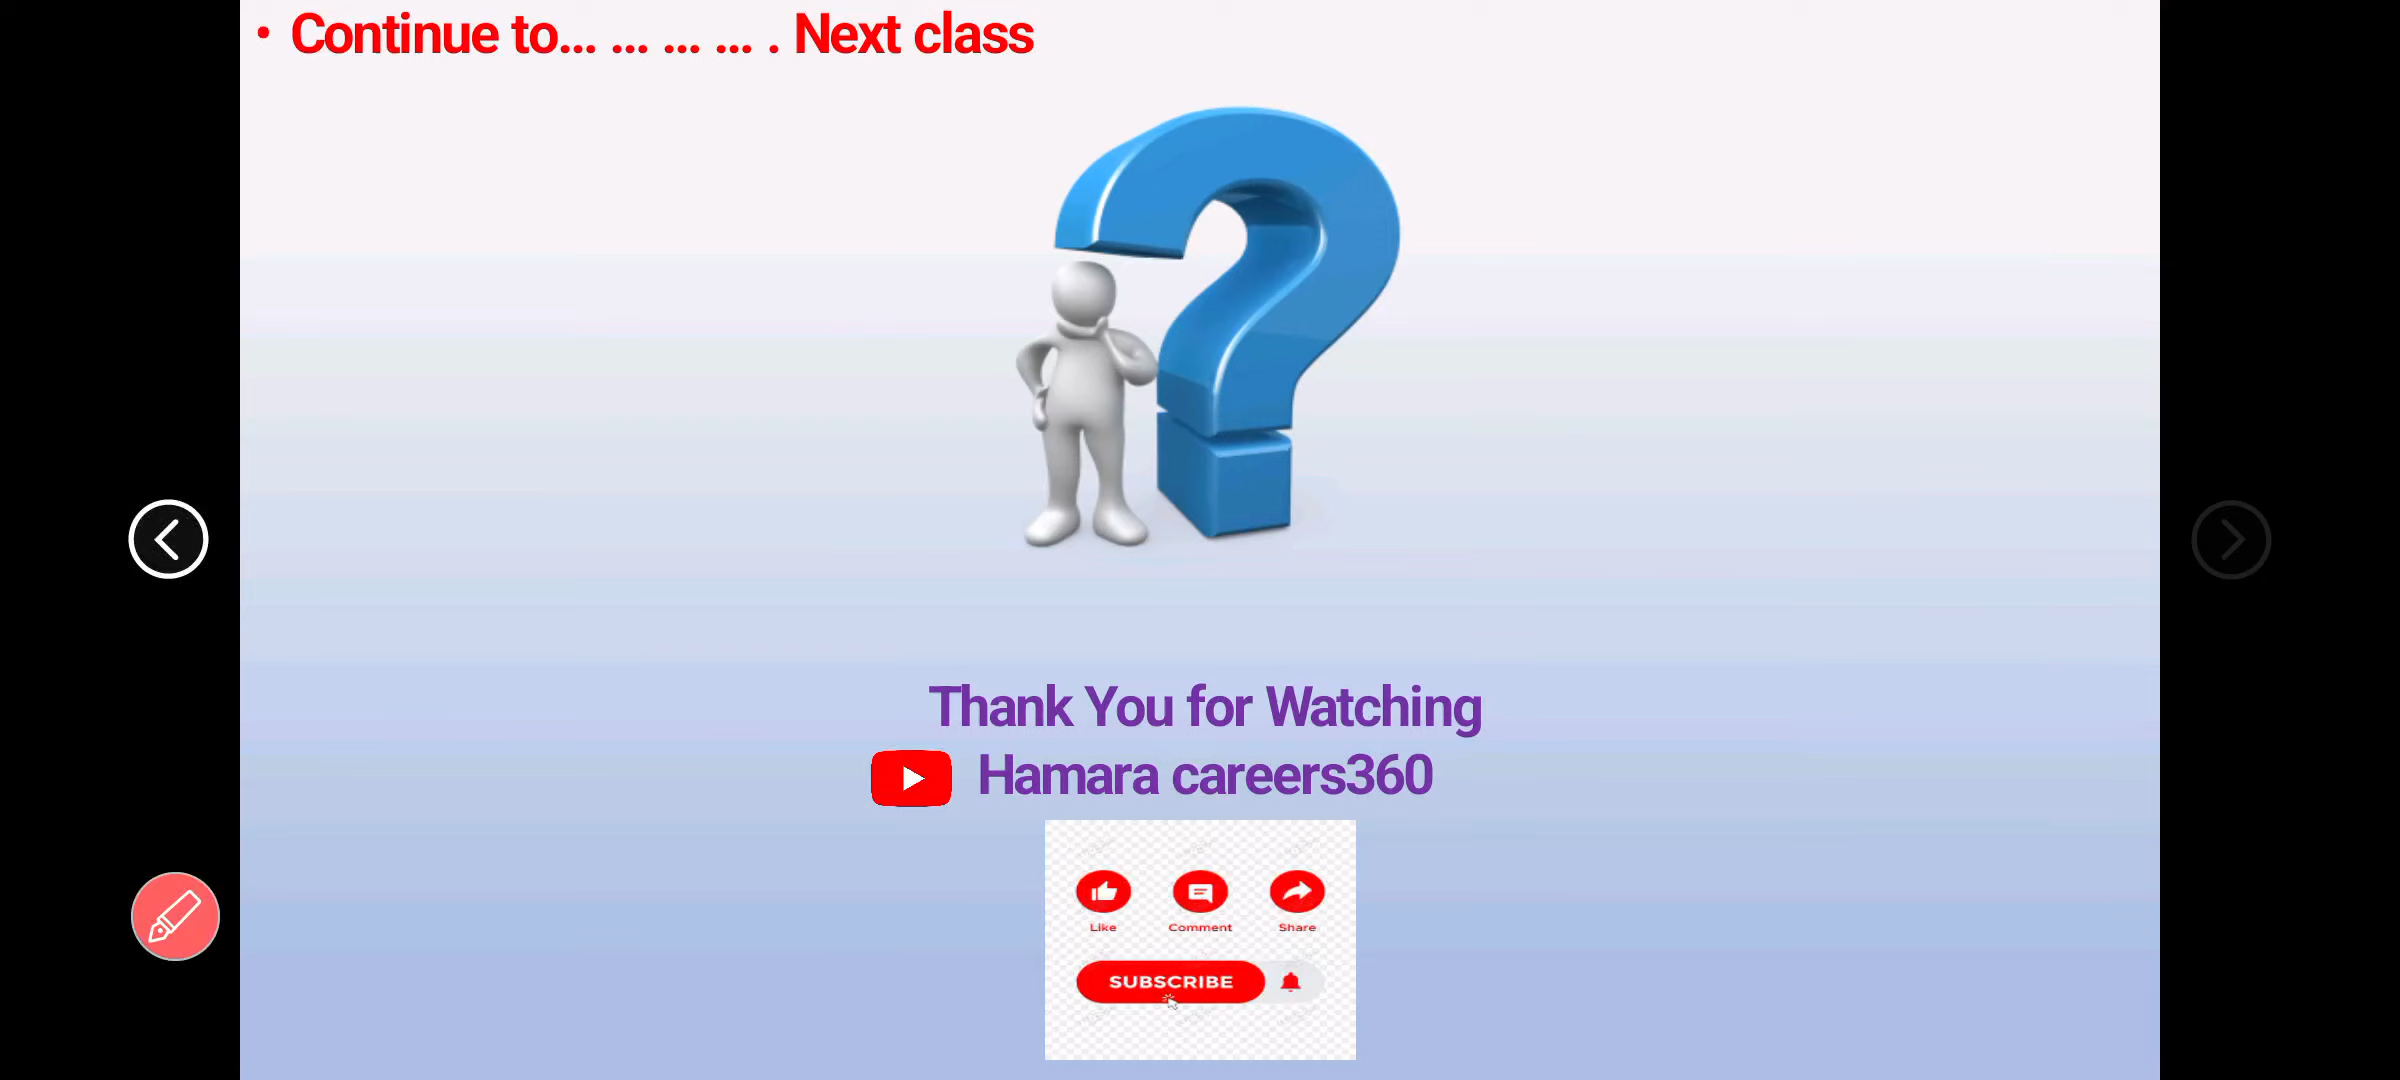 • Continue to... ... ... ... . Next class
Thank You for Watching
Hamara careers360
Like Comment Share
SUBSCRIBE